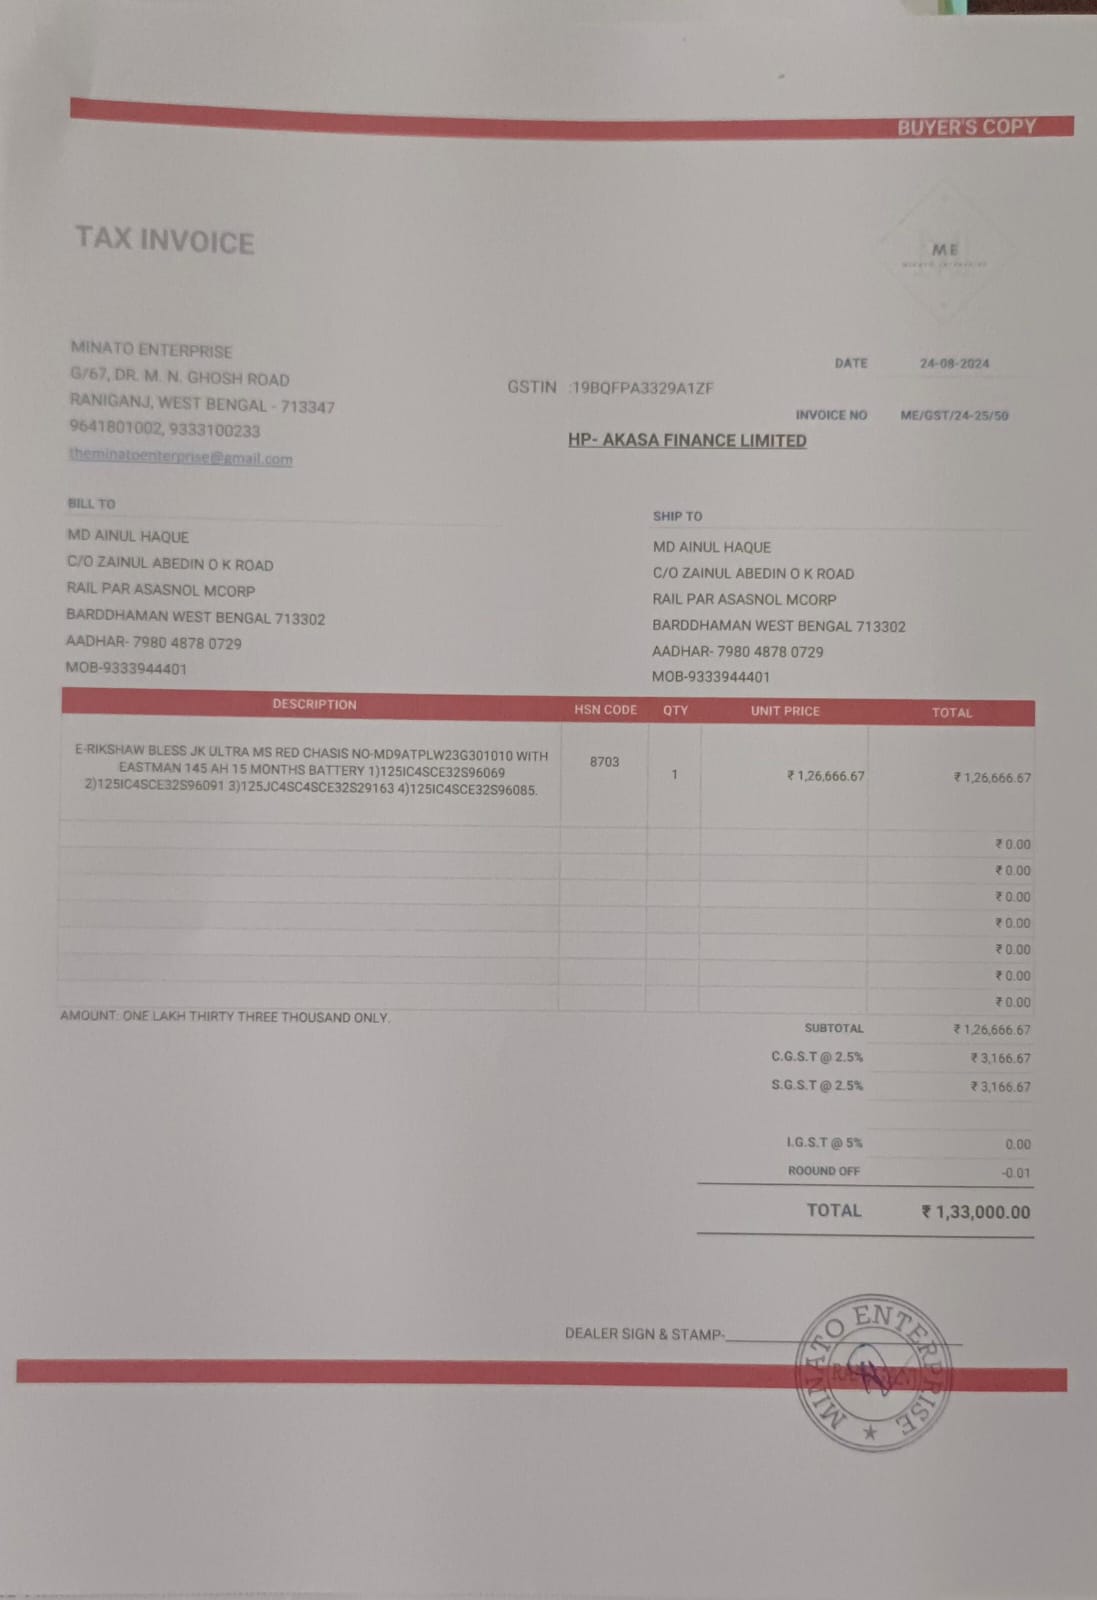 BUYER'S COPY
TAX INVOICE
ME
MINATO ENTERPRISE
G/67, DR. M. N. GHOSH ROAD
RANIGANJ, WEST BENGAL - 713347
9641801002, 9333100233
theminatoenterprise@gmail.com
GSTIN :19BQFPA3329A1ZF
HP- AKASA FINANCE LIMITED
DATE 24-08-2024
INVOICE NO ME/GST/24-25/50
BILL TO
MD AINUL HAQUE
C/O ZAINUL ABEDIN O K ROAD
RAIL PAR ASASNOL MCORP
BARDDHAMAN WEST BENGAL 713302
AADHAR- 7980 4878 0729
MOB-9333944401
SHIP TO
MD AINUL HAQUE
C/O ZAINUL ABEDIN O K ROAD
RAIL PAR ASASNOL MCORP
BARDDHAMAN WEST BENGAL 713302
AADHAR- 7980 4878 0729
MOB-9333944401
DESCRIPTION HSN CODE QTY UNIT PRICE TOTAL
E-RIKSHAW BLESS JK ULTRA MS RED CHASIS NO-MD9ATPLW23G301010 WITH
EASTMAN 145 AH 15 MONTHS BATTERY 1)125IC4SCE32S96069
2)125IC4SCE32S96091 3)125JC4SC4SCE32S29163 4)125IC4SCE32S96085.
8703 1 ₹ 1,26,666.67 ₹ 1,26,666.67
₹ 0.00
₹ 0.00
₹ 0.00
₹ 0.00
₹ 0.00
₹ 0.00
₹ 0.00
AMOUNT: ONE LAKH THIRTY THREE THOUSAND ONLY.
SUBTOTAL ₹ 1,26,666.67
C.G.S.T @ 2.5% ₹ 3,166.67
S.G.S.T @ 2.5% ₹ 3,166.67
I.G.S.T @ 5% 0.00
ROOUND OFF -0.01
TOTAL ₹ 1,33,000.00
DEALER SIGN & STAMP-
MINATO ENTERPRISE